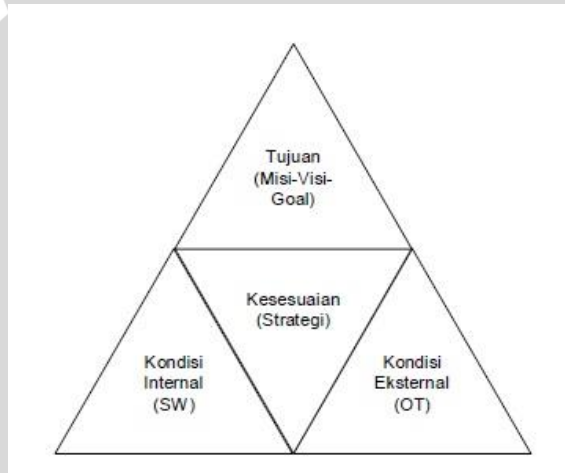 Tujuan
(Misi-Visi-
Goal)
Kesesuaian
(Strategi)
Kondisi
Internal
(SW)
Kondisi
Eksternal
(OT)